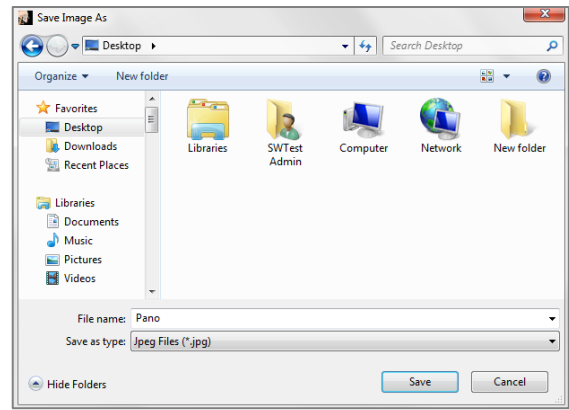 Save Image As
Desktop
Search Desktop
Organize
New folder
Favorites
Desktop
Downloads
Recent Places
Libraries
Documents
Music
Pictures
Videos
Libraries
SWTest
Admin
Computer
Network
New folder
File name: Pano
Save as type: Jpeg Files (*.jpg)
Hide Folders
Save
Cancel